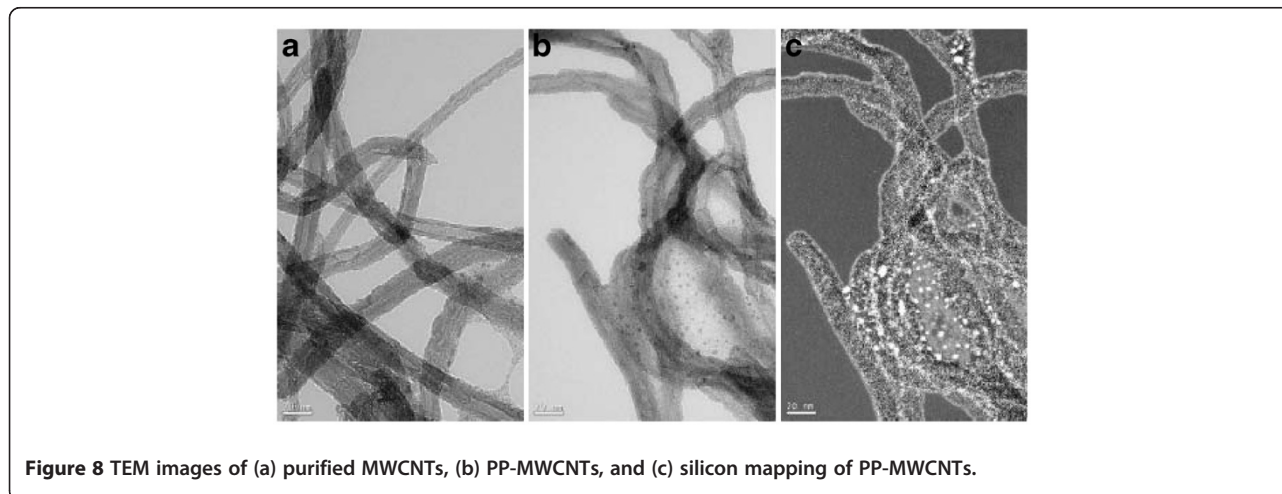 a
b
c
20 nm
Figure 8 TEM images of (a) purified MWCNTs, (b) PP-MWCNTs, and (c) silicon mapping of PP-MWCNTs.